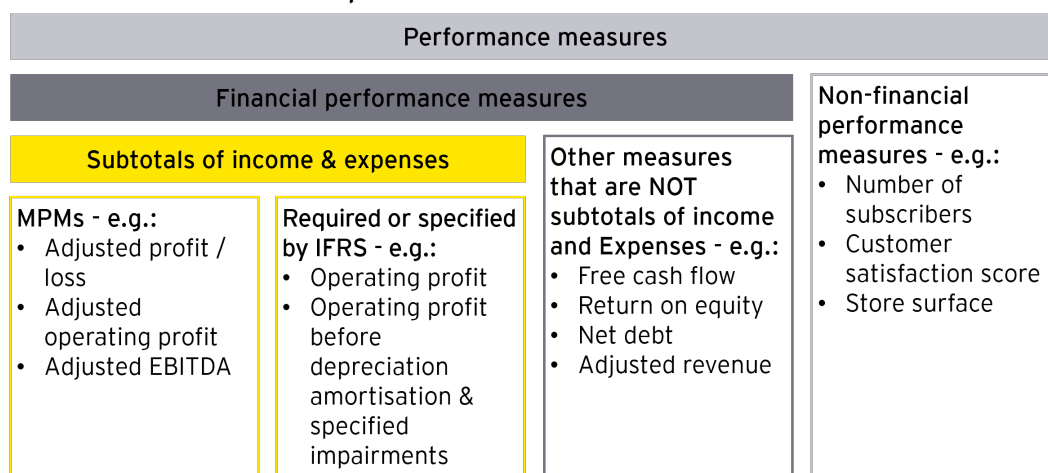 Performance measures
Financial performance measures
Subtotals of income & expenses
MPMs - e.g.:
• Adjusted profit /
loss
• Adjusted
operating profit
• Adjusted EBITDA
Required or specified
by IFRS - e.g.:
• Operating profit
• Operating profit
before
depreciation
amortisation &
specified
impairments
Other measures
that are NOT
subtotals of income
and Expenses - e.g.:
• Free cash flow
• Return on equity
• Net debt
• Adjusted revenue
Non-financial
performance
measures - e.g.:
• Number of
subscribers
• Customer
satisfaction score
• Store surface